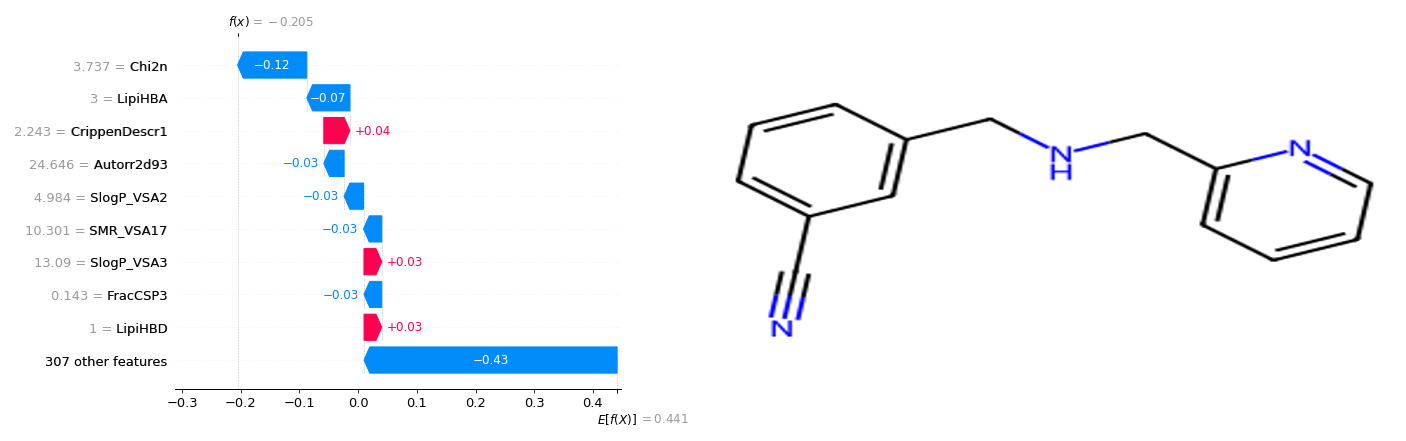 f(x) = −0.205
3.737 = Chi2n
−0.12
3 = LipiHBA
−0.07
2.243 = CrippenDescr1
+0.04
24.646 = Autorr2d93
−0.03
4.984 = SlogP_VSA2
−0.03
10.301 = SMR_VSA17
−0.03
13.09 = SlogP_VSA3
+0.03
0.143 = FracCSP3
−0.03
1 = LipiHBD
+0.03
307 other features
−0.43
−0.3 −0.2 −0.1 0.0 0.1 0.2 0.3 0.4
E[f(X)] = 0.441
N
H
N
N